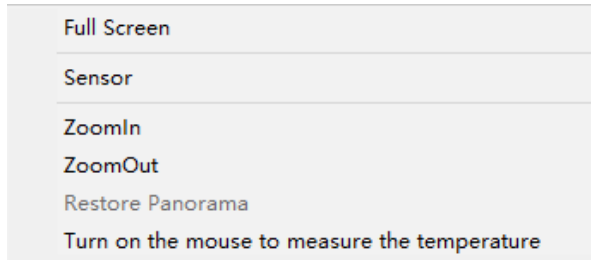 Full Screen
Sensor
ZoomIn
ZoomOut
Restore Panorama
Turn on the mouse to measure the temperature